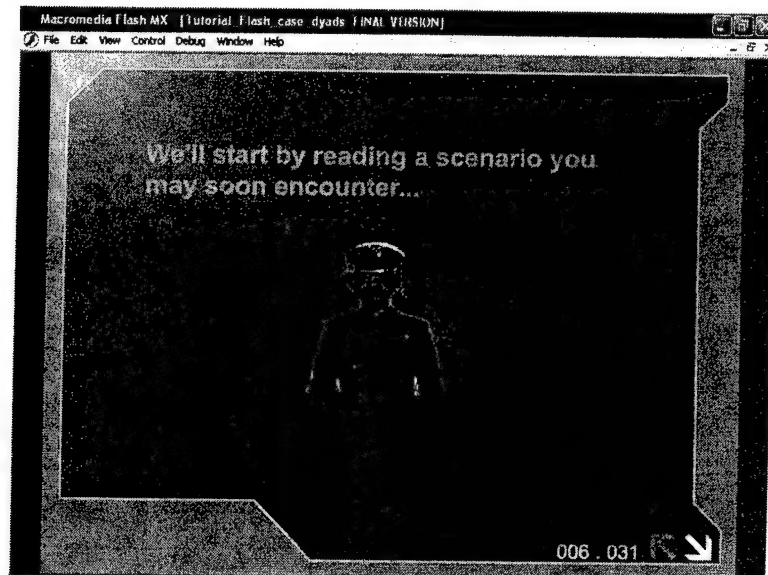 Macromedia Flash MX [Tutorial_Flash_case_dyads FINAL VERSION]
File Edit View Control Debug Window Help
We'll start by reading a scenario you
may soon encounter...
006 . 031